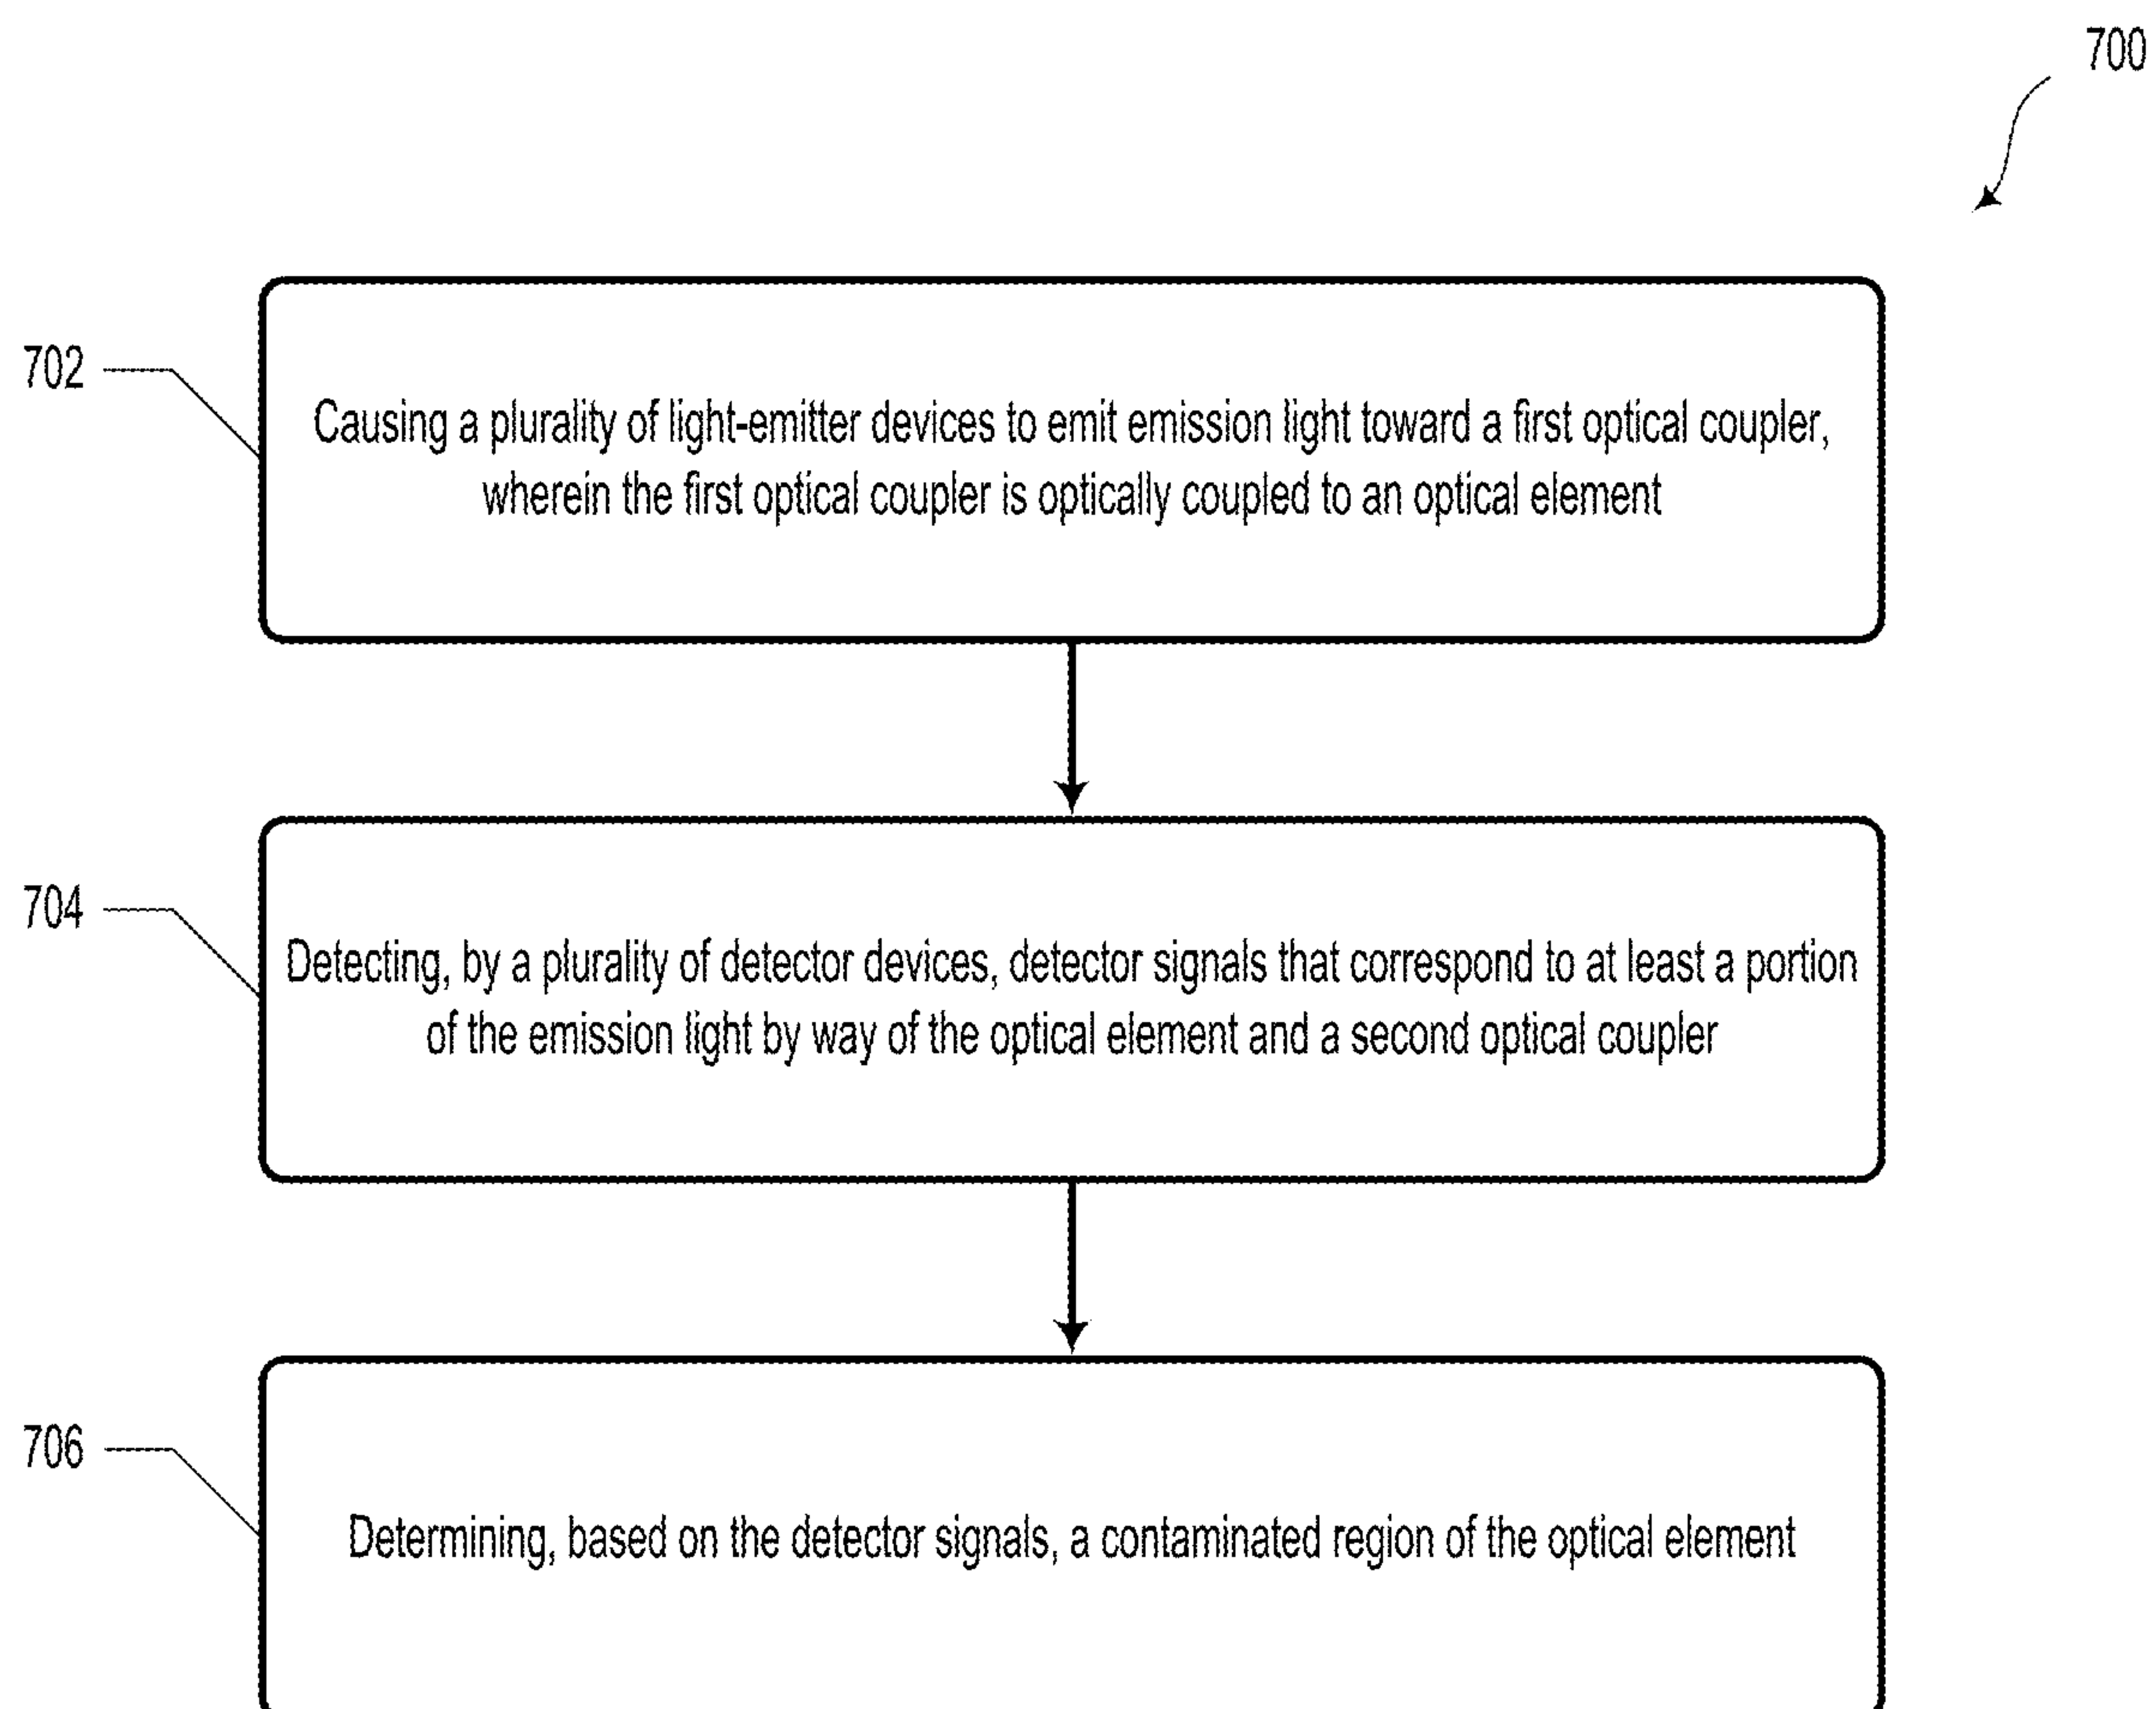 700
702
Causing a plurality of light-emitter devices to emit emission light toward a first optical coupler,
wherein the first optical coupler is optically coupled to an optical element
704
Detecting, by a plurality of detector devices, detector signals that correspond to at least a portion
of the emission light by way of the optical element and a second optical coupler
706
Determining, based on the detector signals, a contaminated region of the optical element